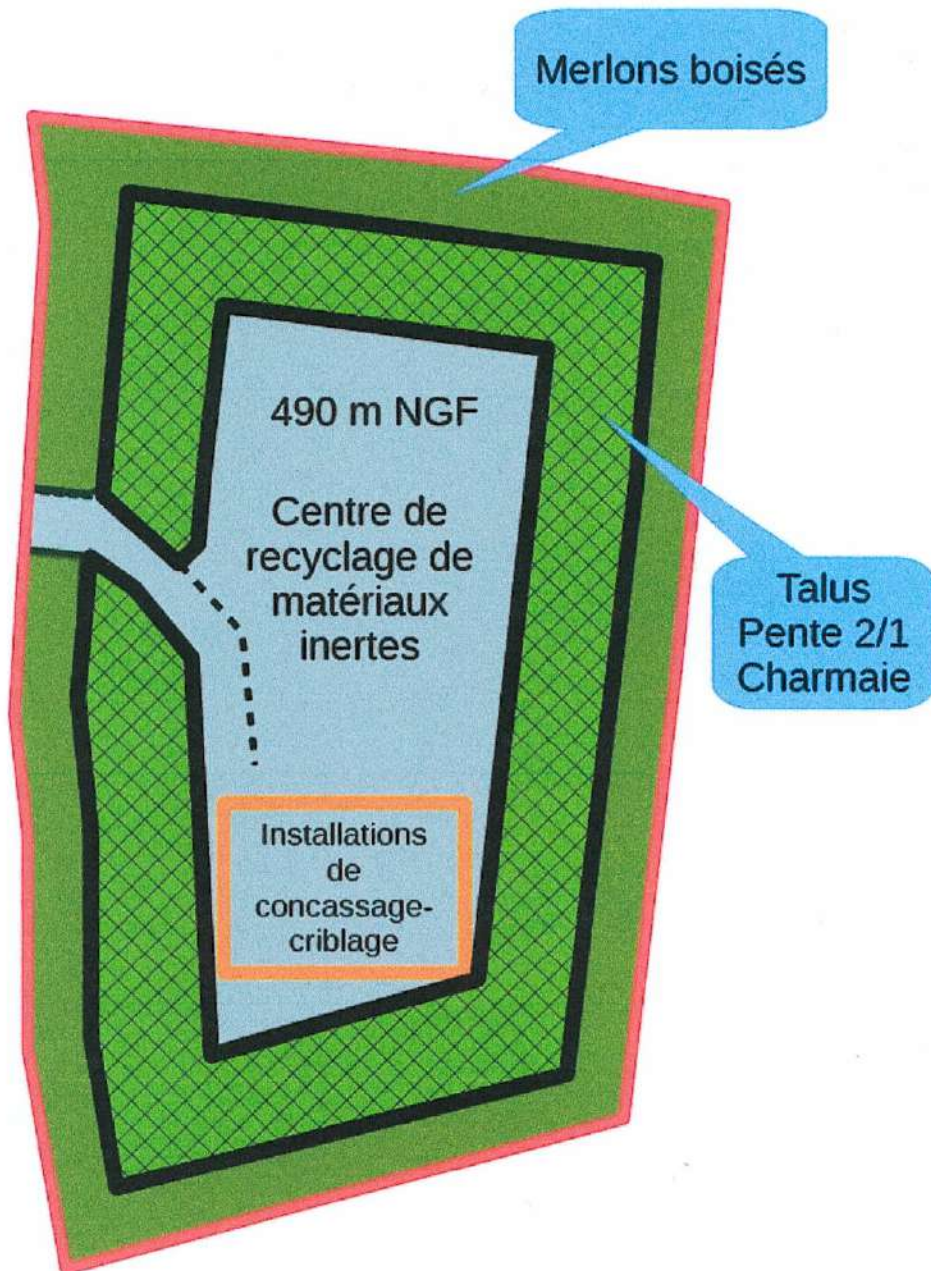 Merlons boisés
490 m NGF
Centre de
recyclage de
matériaux
inertes
Talus
Pente 2/1
Charmaie
Installations
de
concassage-
criblage